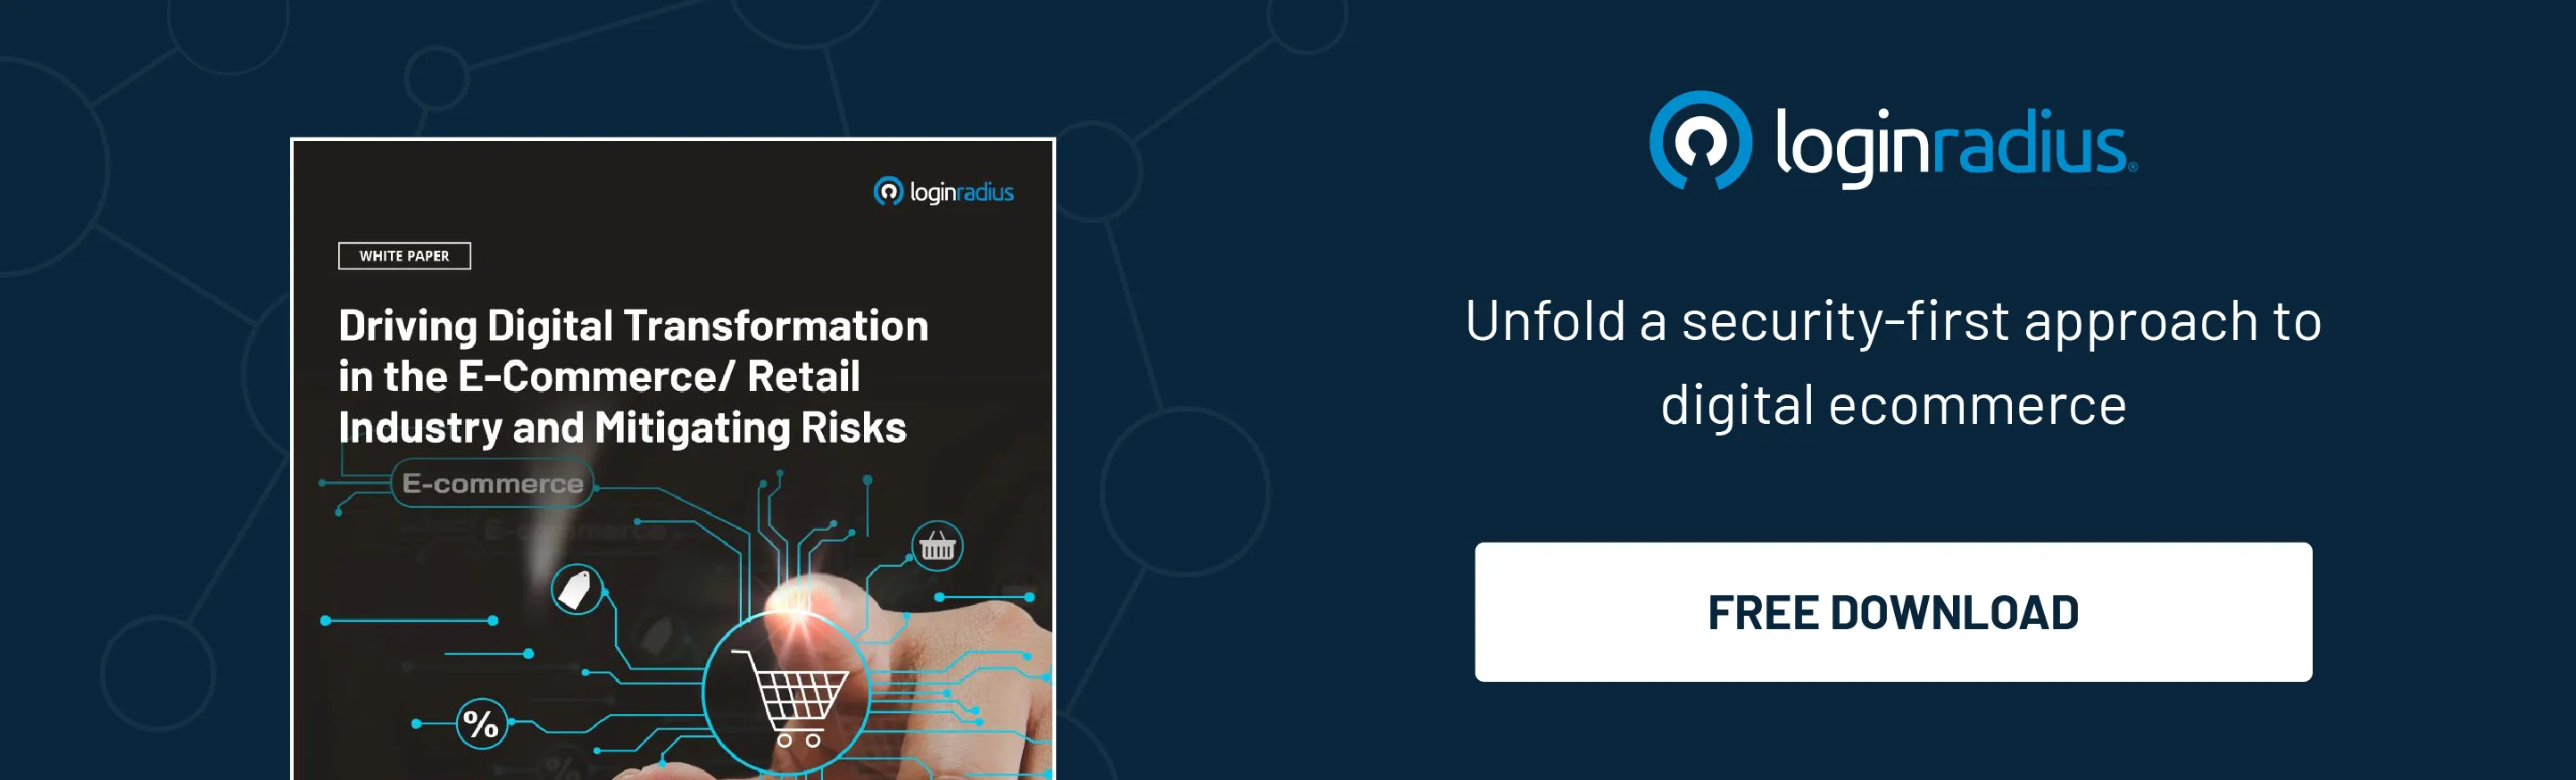 loginradius
WHITE PAPER
Driving Digital Transformation
in the E-Commerce/ Retail
Industry and Mitigating Risks
E-commerce
%
loginradius®
Unfold a security-first approach to
digital ecommerce
FREE DOWNLOAD